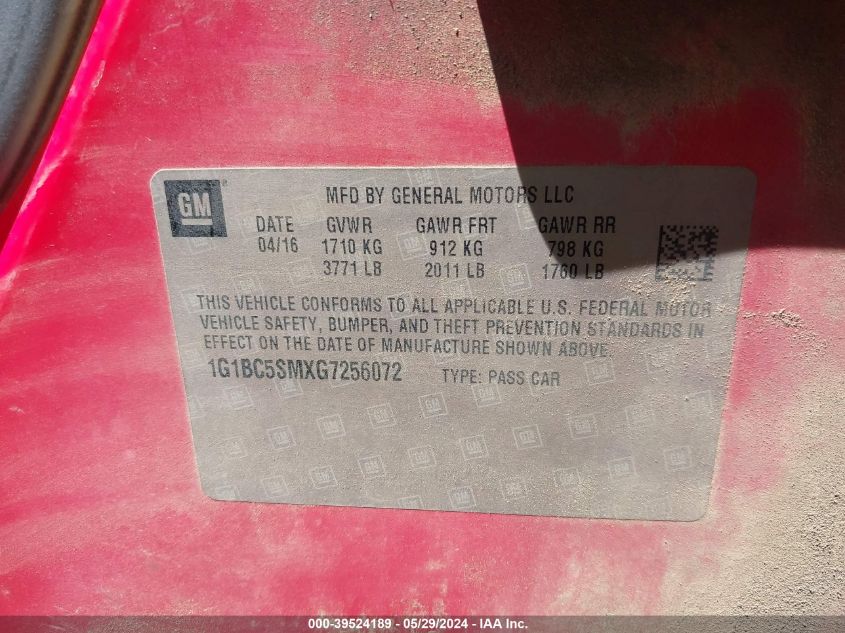 GM ®
MFD BY GENERAL MOTORS LLC
DATE GVWR GAWR FRT GAWR RR
04/16 1710 KG 912 KG 798 KG
3771 LB 2011 LB 1760 LB
THIS VEHICLE CONFORMS TO ALL APPLICABLE U.S. FEDERAL MOTOR
VEHICLE SAFETY, BUMPER, AND THEFT PREVENTION STANDARDS IN
EFFECT ON THE DATE OF MANUFACTURE SHOWN ABOVE.
1G1BC5SMXG7256072 TYPE: PASS CAR
000-39524189 - 05/29/2024 - IAA Inc.